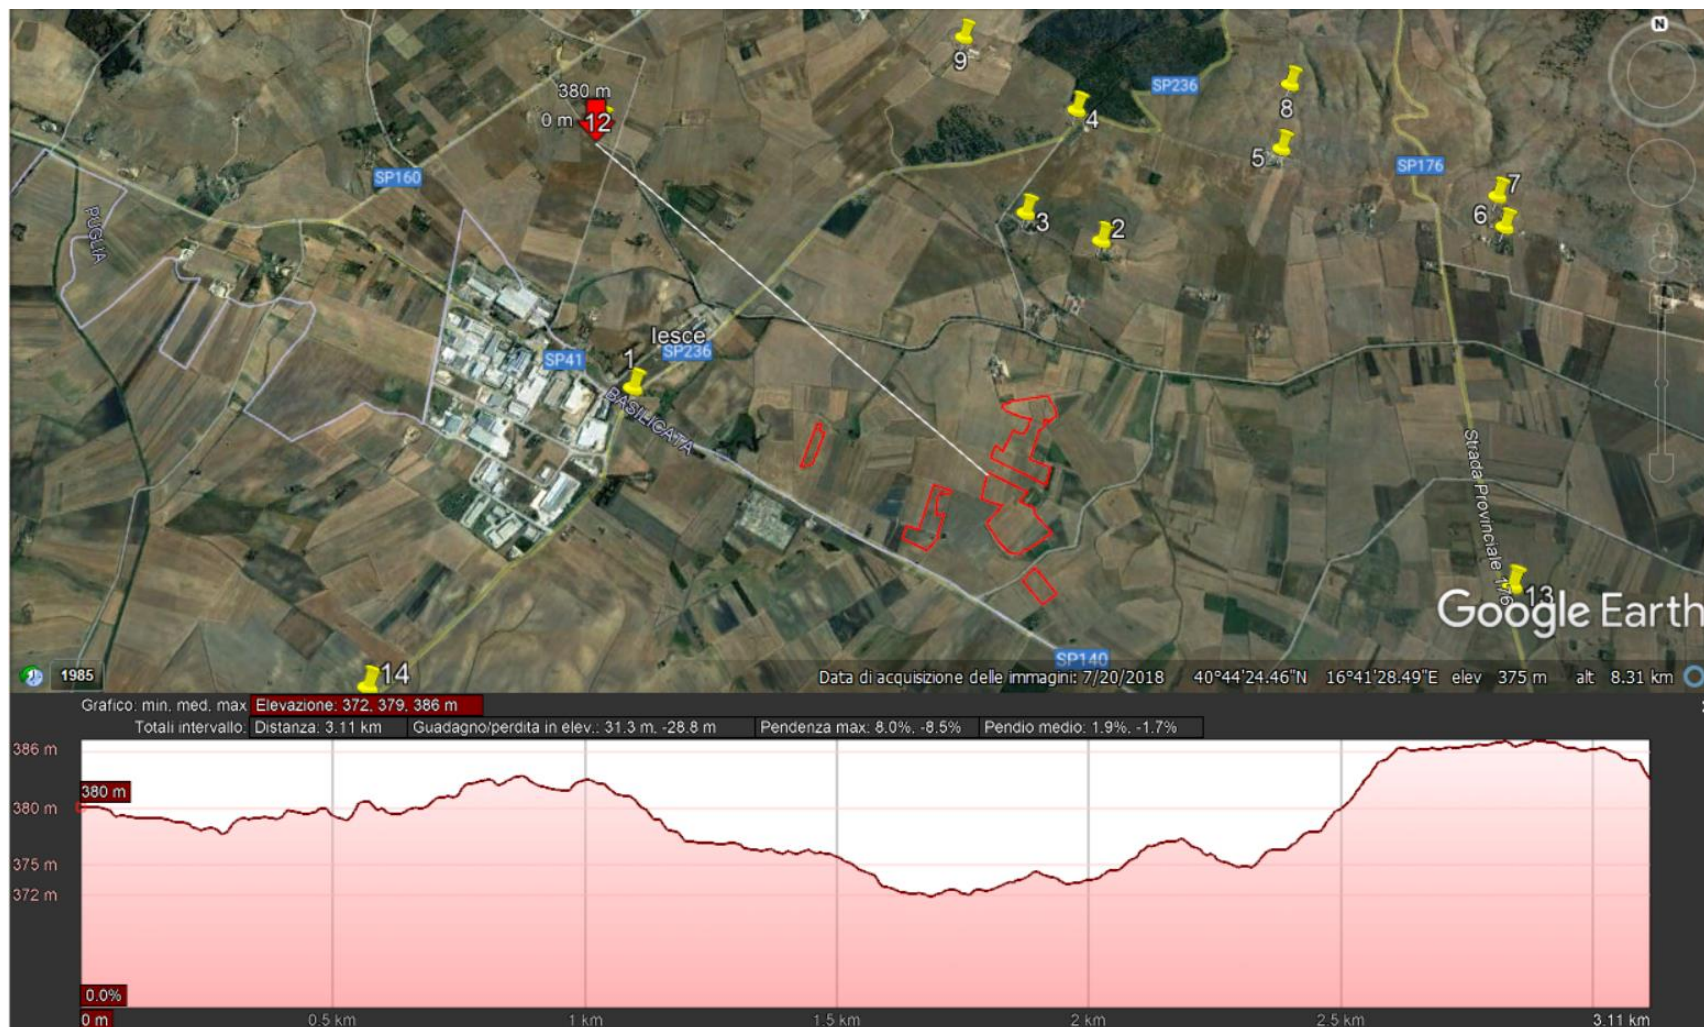 N
9
SP236
8
380 m
0 m 12
4
5
SP160
SP176
7
6
3
2
PUGLIA
Iesce
SP41
1
SP236
BASILICATA
Strada Provinciale 176
13
Google Earth
14
SP140
1985
Data di acquisizione delle immagini: 7/20/2018 40°44'24.46"N 16°41'28.49"E elev 375 m alt 8.31 km
Grafico: min. med. max Elevazione: 372, 379, 386 m
Totali intervallo: Distanza: 3.11 km Guadagno/perdita in elev.: 31.3 m, -28.8 m Pendenza max: 8.0%, -8.5% Pendio medio: 1.9%, -1.7%
386 m
380 m
380 m
375 m
372 m
0.0%
0 m 0.5 km 1 km 1.5 km 2 km 2.5 km 3.11 km